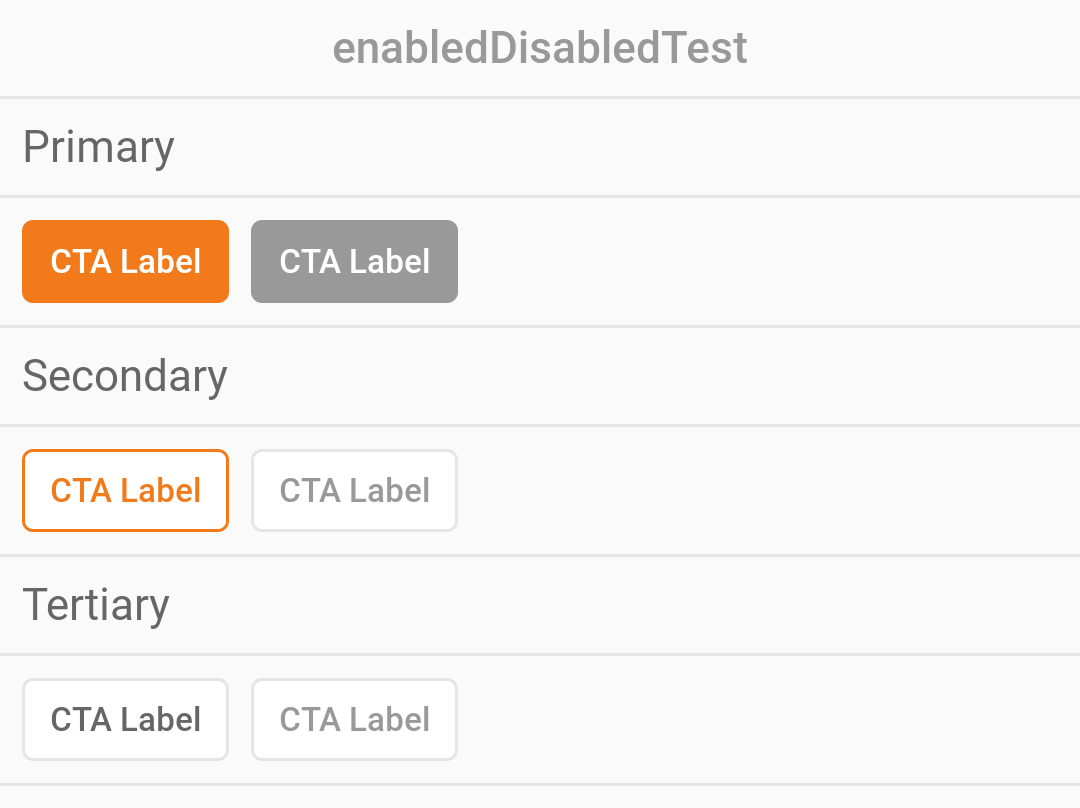 enabledDisabledTest
Primary
CTA Label CTA Label
Secondary
CTA Label CTA Label
Tertiary
CTA Label CTA Label